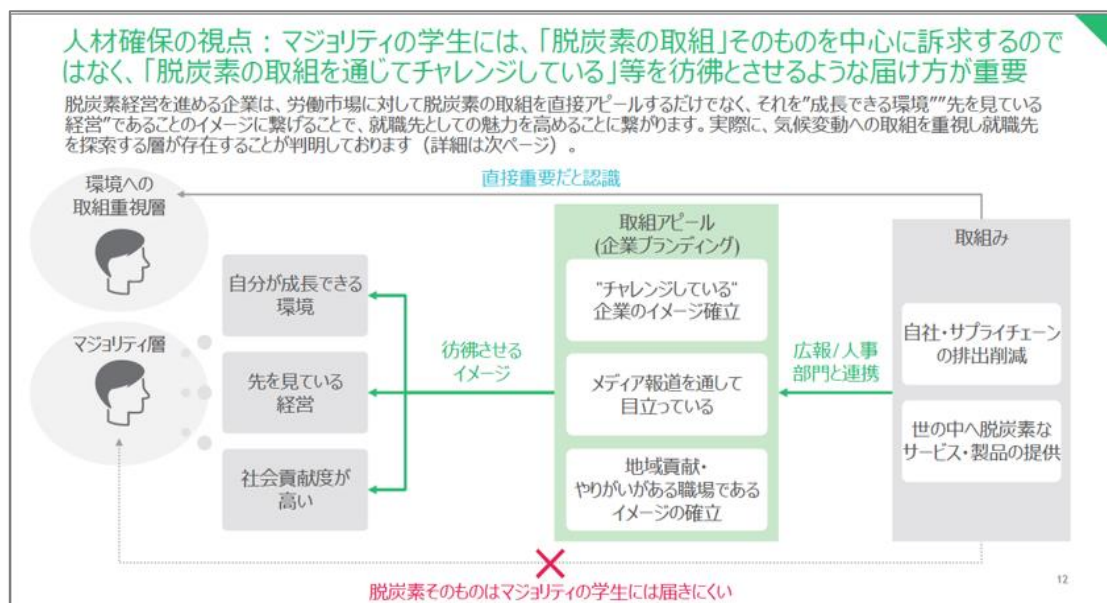 人材確保の視点：マジョリティの学生には、「脱炭素の取組」そのものを中心に訴求するのではなく、
「脱炭素の取組を通じてチャレンジしている」等を彷彿とさせるような届け方が重要
脱炭素経営を進める企業は、労働市場に対して脱炭素の取組を直接アピールするだけでなく、それを”成長できる環境””先を見ている
経営”であることのイメージに繋げることで、就職先としての魅力を高めることに繋がります。実際に、気候変動への取組を重視し就職先
を探索する層が存在することが判明しております（詳細は次ページ）。
環境への
取組重視層
直接重要だと認識
マジョリティ層
自分が成長できる
環境
先を見ている
経営
社会貢献度が
高い
彷彿させる
イメージ
取組アピール
(企業ブランディング)
"チャレンジしている"
企業のイメージ確立
メディア報道を通して
目立っている
地域貢献・
やりがいがある職場である
イメージの確立
広報/人事
部門と連携
取組み
自社・サプライチェーン
の排出削減
世の中へ脱炭素な
サービス・製品の提供
脱炭素そのものはマジョリティの学生には届きにくい
12